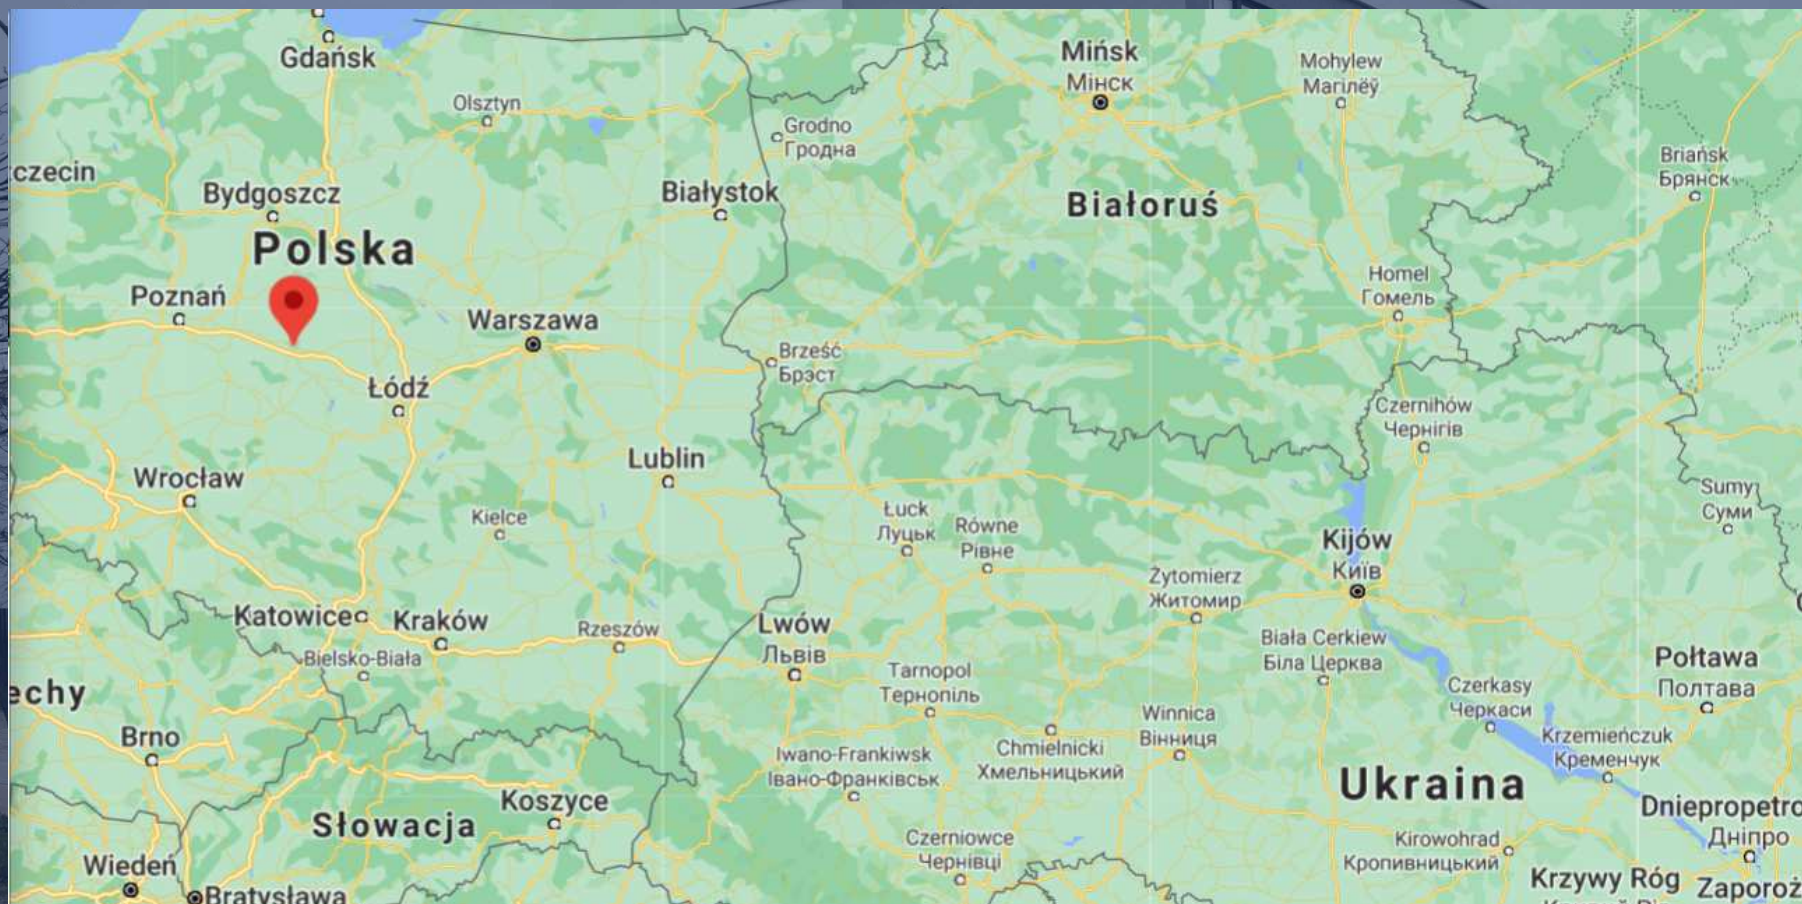 Gdańsk
Mińsk
Мінск
Mohylew
Магілёў
Olsztyn
Grodno
Гродна
czecin
Bydgoszcz
Białystok
Białoruś
Briańsk
Брянск
Polska
Poznań
Warszawa
Homel
Гомель
Brześć
Брэст
Łódź
Czernihów
Чернігів
Wrocław
Lublin
Kielce
Łuck
Луцьк
Równe
Рівне
Sumy
Суми
Kijów
Київ
Żytomierz
Житомир
Katowice
Kraków
Rzeszów
Lwów
Львів
Biała Cerkiew
Біла Церква
Bielsko-Biała
Tarnopol
Тернопіль
Połtawa
Полтава
echy
Czerkasy
Черкаси
Brno
Winnica
Вінниця
Iwano-Frankiwsk
Івано-Франківськ
Chmielnicki
Хмельницький
Krzemieńczuk
Кременчук
Ukraina
Koszyce
Słowacja
Dniepropetro
Дніпро
Czerniowce
Чернівці
Kirowohrad
Кропивницький
Wiedeń
Bratysława
Krzywy Róg
Zaporoż